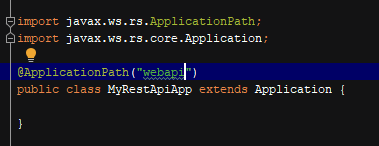 import javax.ws.rs.ApplicationPath;
import javax.ws.rs.core.Application;
@ApplicationPath("webapi")
public class MyRestApiApp extends Application {
}